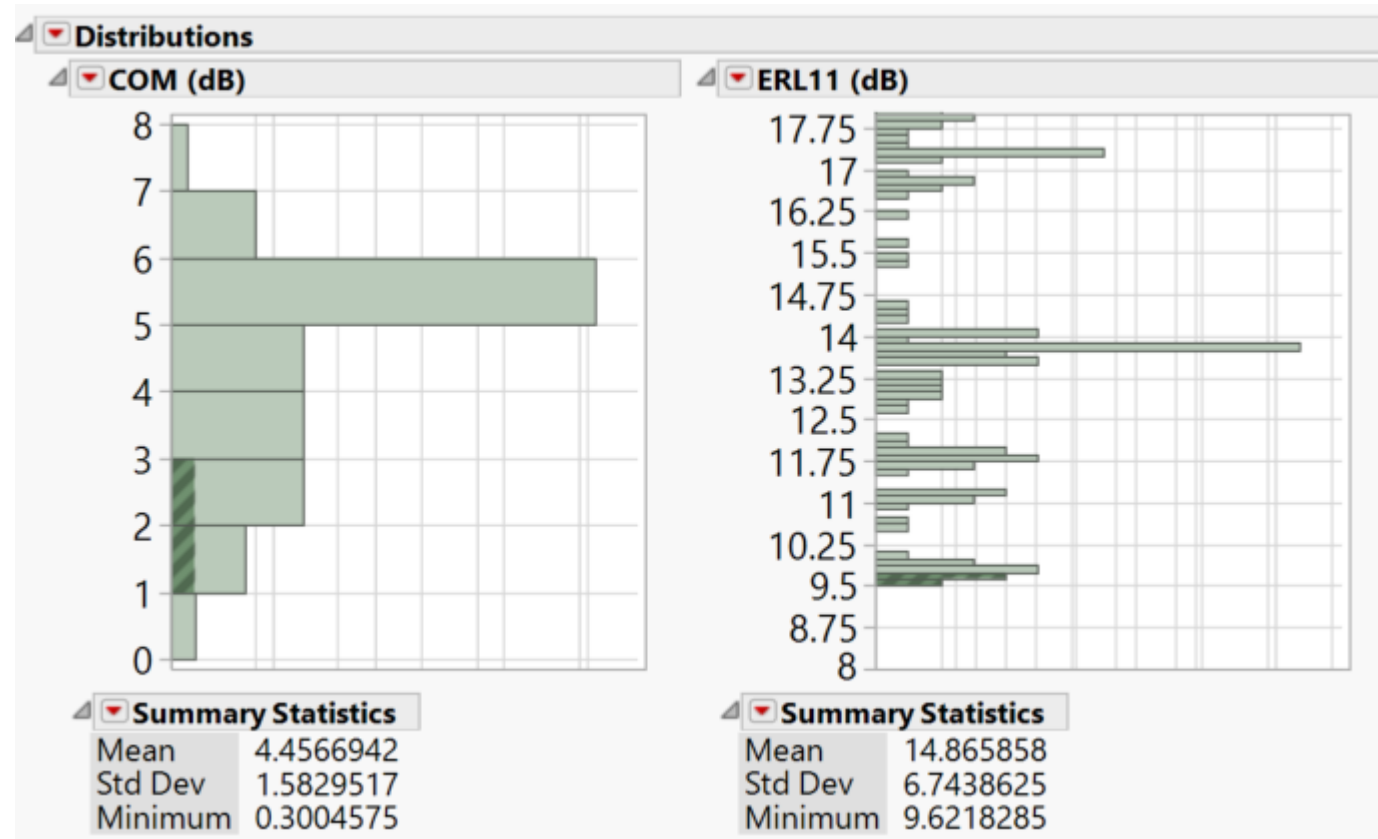 Distributions
COM (dB)
8
7
6
5
4
3
2
1
0
Summary Statistics
Mean 4.4566942
Std Dev 1.5829517
Minimum 0.3004575
ERL11 (dB)
17.75
17
16.25
15.5
14.75
14
13.25
12.5
11.75
11
10.25
9.5
8.75
8
Summary Statistics
Mean 14.865858
Std Dev 6.7438625
Minimum 9.6218285